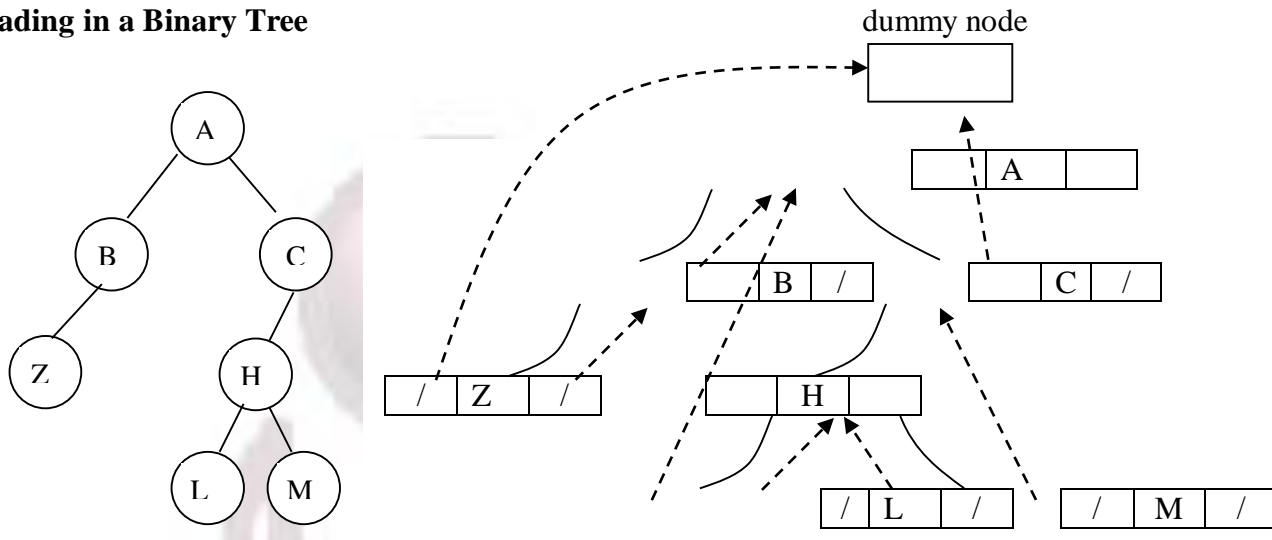 ading in a Binary Tree
dummy node
A
B
C
Z
H
L
M
A
B /
C /
/ Z /
H
/ L /
/ M /